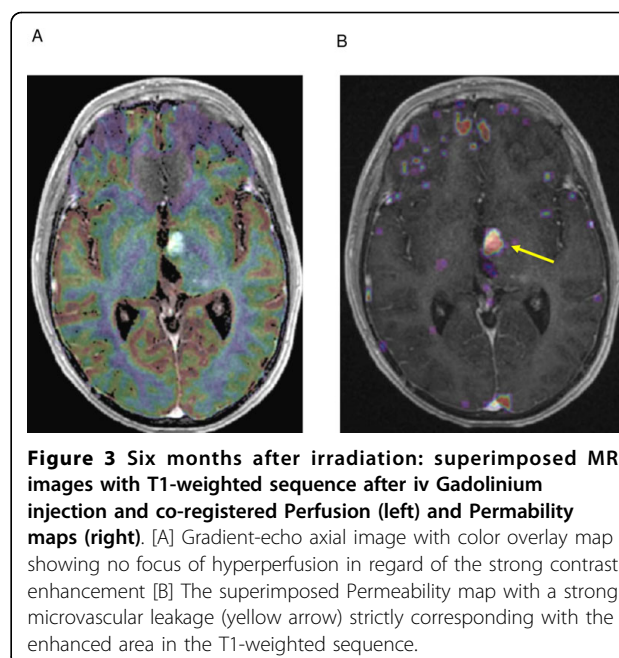 A
B
Figure 3 Six months after irradiation: superimposed MR
images with T1-weighted sequence after iv Gadolinium
injection and co-registered Perfusion (left) and Permability
maps (right). [A] Gradient-echo axial image with color overlay map
showing no focus of hyperperfusion in regard of the strong contrast
enhancement [B] The superimposed Permeability map with a strong
microvascular leakage (yellow arrow) strictly corresponding with the
enhanced area in the T1-weighted sequence.